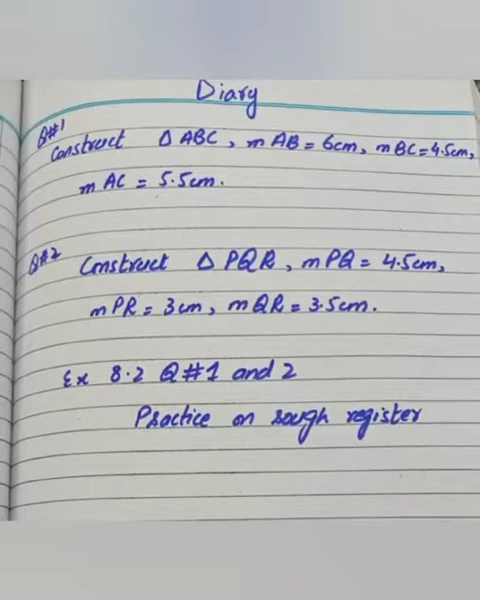 Diary
Q#1
Construct Δ ABC, mAB = 6cm, mBC = 4.5cm,
mAC = 5.5cm.
Q#2 Construct Δ PQR, mPQ = 4.5cm,
mPR = 3cm, mQR = 3.5cm.
Ex 8.2 Q#1 and 2
Practice on rough register